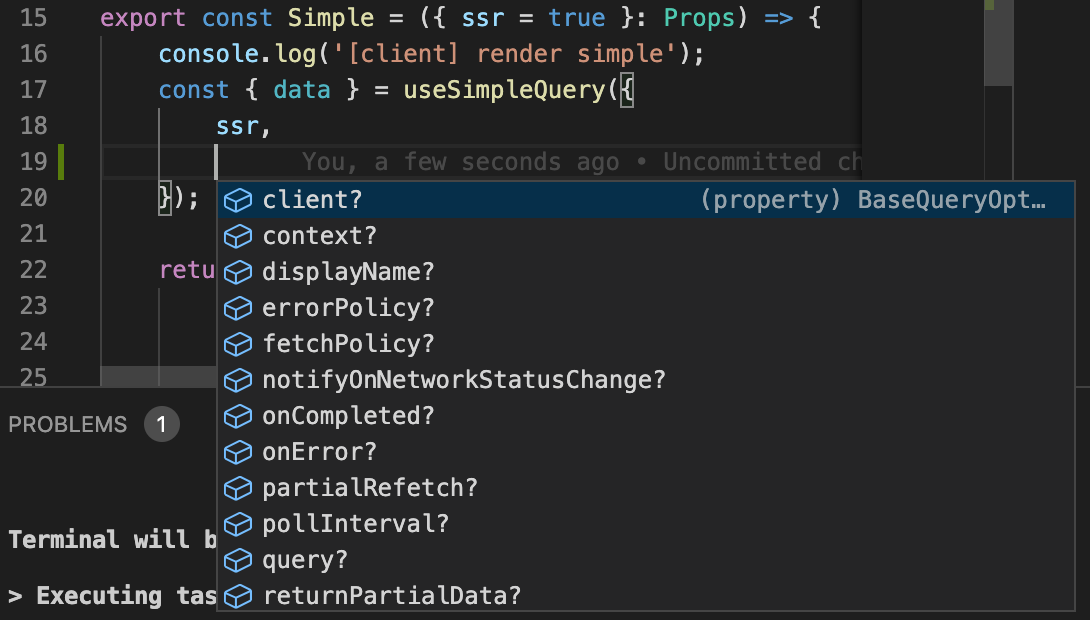 15 export const Simple = ({ ssr = true }: Props) => {
16 console.log('[client] render simple');
17 const { data } = useSimpleQuery({
18 ssr,
19 You, a few seconds ago • Uncommitted ch
20 });
client? (property) BaseQueryOpt…
21 context?
22 retu
displayName?
23 errorPolicy?
24 fetchPolicy?
25 notifyOnNetworkStatusChange?
PROBLEMS 1 onCompleted?
onError?
partialRefetch?
pollInterval?
Terminal will b
query?
> Executing tas
returnPartialData?